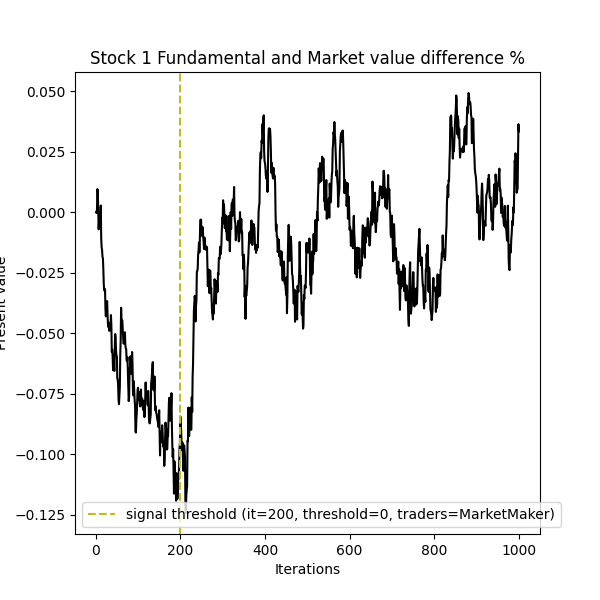 Stock 1 Fundamental and Market value difference %
0.050
0.025
0.000
−0.025
−0.050
−0.075
−0.100
−0.125
Present value
signal threshold (it=200, threshold=0, traders=MarketMaker)
0 200 400 600 800 1000
Iterations